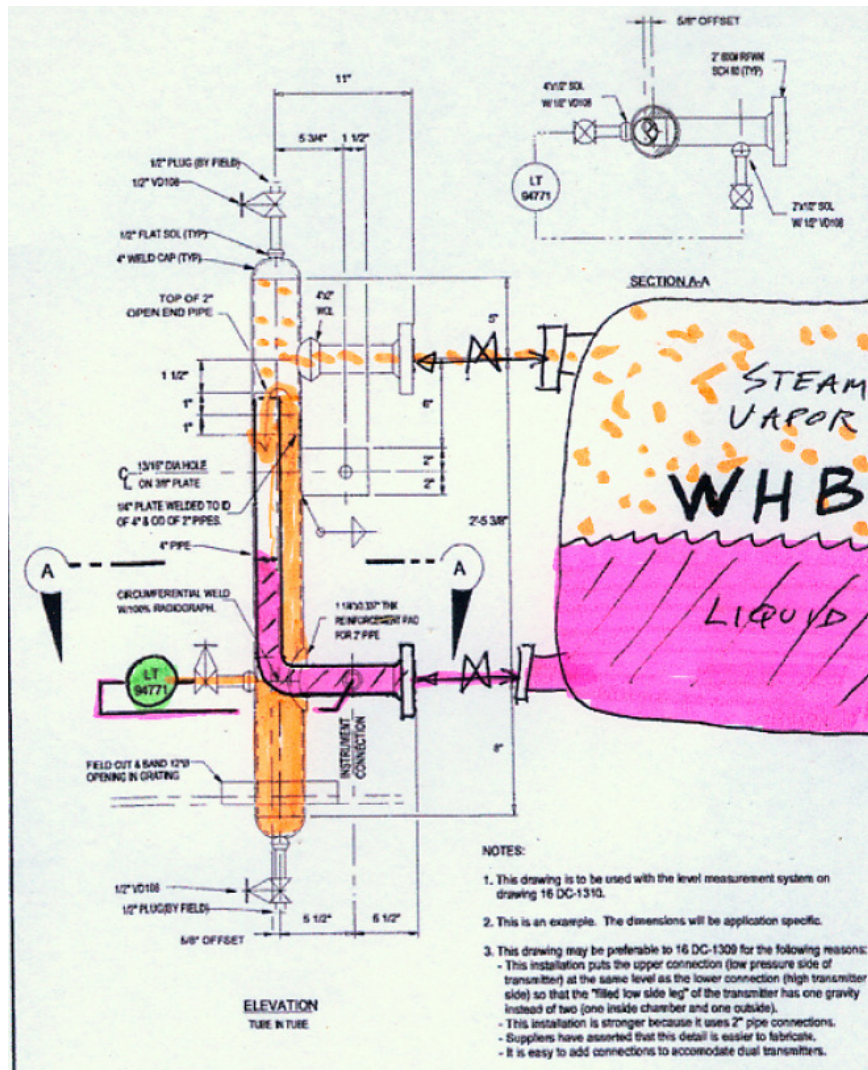 5/8" OFFSET
2" 600# RFWN
SCH 80 (TYP)
4"x1/2" SOL
W/ 1/2" VD108
LT
94771
2"x1/2" SOL
W/ 1/2" VD108
SECTION A-A
11"
5 3/4"
1 1/2"
1/2" PLUG (BY FIELD)
1/2" VD108
1/2" FLAT SOL (TYP)
4" WELD CAP (TYP)
TOP OF 2"
OPEN END PIPE
4"x2"
WOL
5"
1 1/2"
1"
1"
6"
2"
2"
CL 13/16" DIA HOLE
ON 3/8" PLATE
1/4" PLATE WELDED TO ID
OF 4" & OD OF 2" PIPES.
2'-5 3/8"
4" PIPE
A
A
CIRCUMFERENTIAL WELD
W/100% RADIOGRAPH.
1 1/4"x0.337" THK
REINFORCEMENT PAD
FOR 2" PIPE
LT
94771
INSTRUMENT
CONNECTION
8"
FIELD CUT & BAND 12"Ø
OPENING IN GRATING
1/2" VD108
1/2" PLUG(BY FIELD)
5/8" OFFSET
5 1/2"
6 1/2"
ELEVATION
TUBE IN TUBE
STEAM
VAPOR
WHB
LIQUID
NOTES:
1. This drawing is to be used with the level measurement system on
drawing 16 DC-1310.
2. This is an example. The dimensions will be application specific.
3. This drawing may be preferable to 16 DC-1309 for the following reasons:
- This installation puts the upper connection (low pressure side of
transmitter) at the same level as the lower connection (high transmitter
side) so that the "filled low side leg" of the transmitter has one gravity
instead of two (one inside chamber and one outside).
- This installation is stronger because it uses 2" pipe connections.
- Suppliers have asserted that this detail is easier to fabricate.
- It is easy to add connections to accomodate dual transmitters.